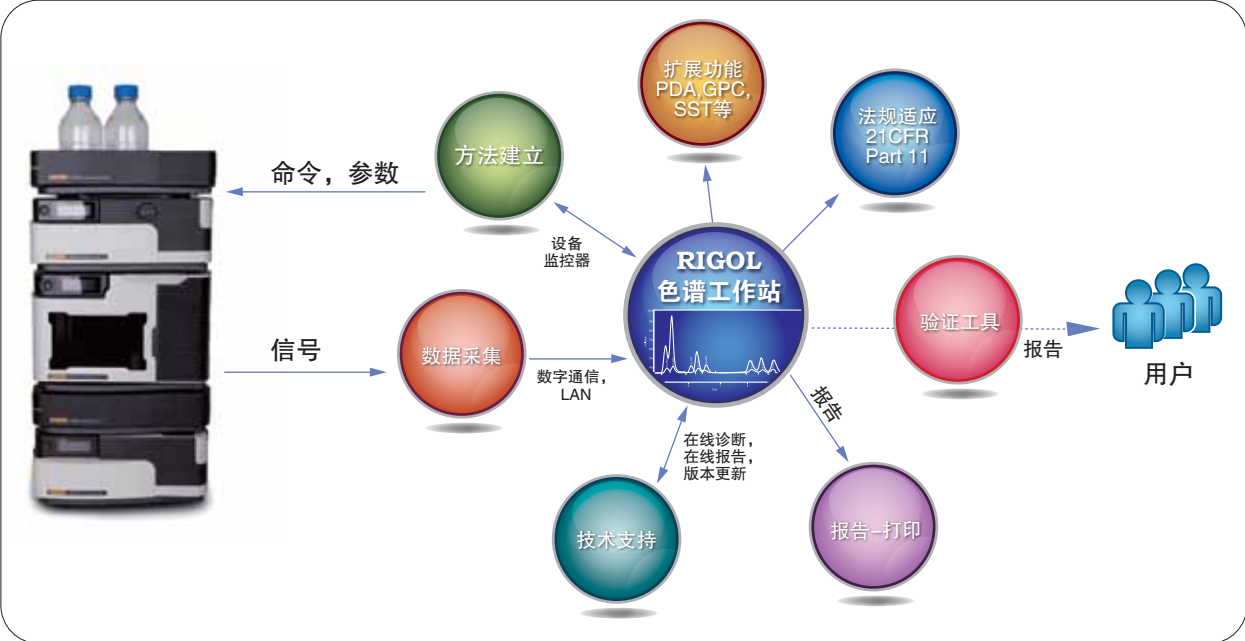 扩展功能
PDA,GPC,
SST等
法规适应
21CFR
Part 11
方法建立
命令，参数
设备
监控器
RIGOL
色谱工作站
验证工具
报告
用户
信号
数据采集
数字通信，
LAN
报告
在线诊断，
在线报告，
版本更新
技术支持
报告-打印